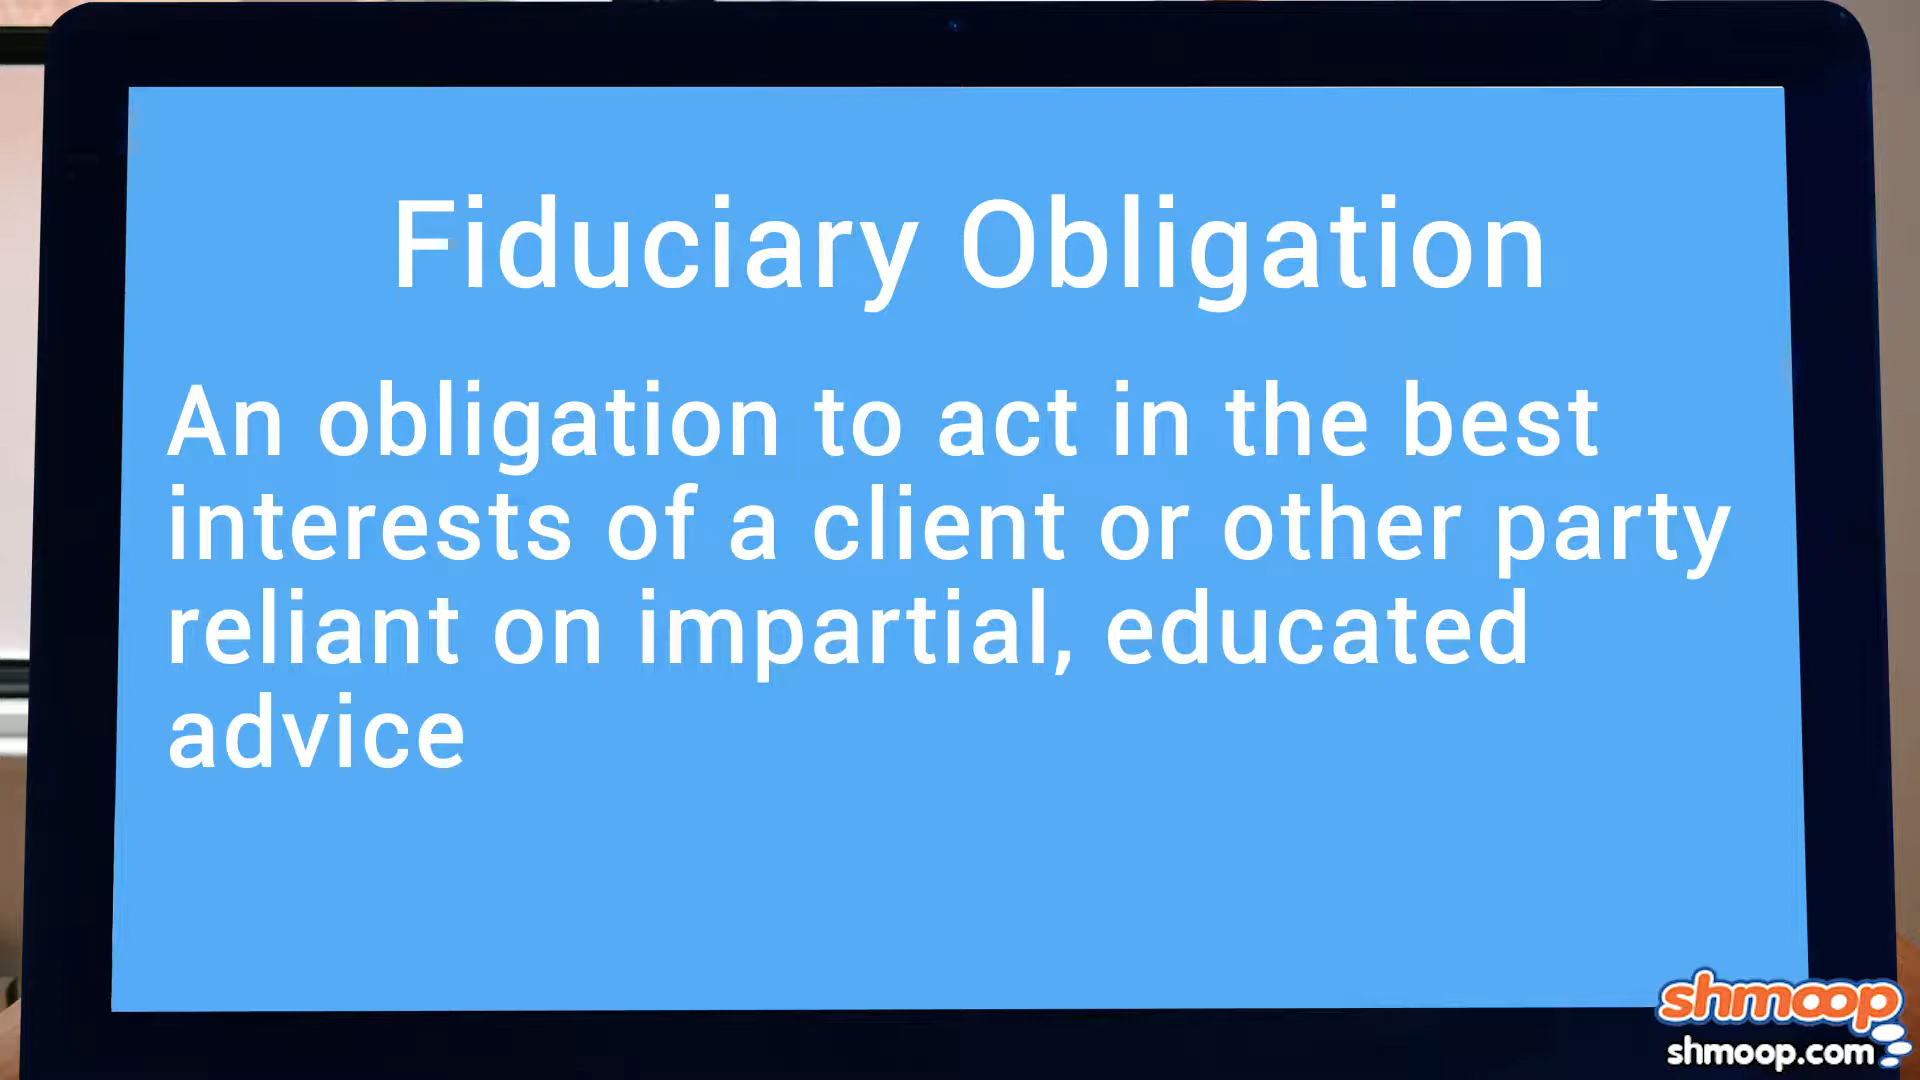 Fiduciary Obligation
An obligation to act in the best
interests of a client or other party
reliant on impartial, educated
advice
shmoop
shmoop.com